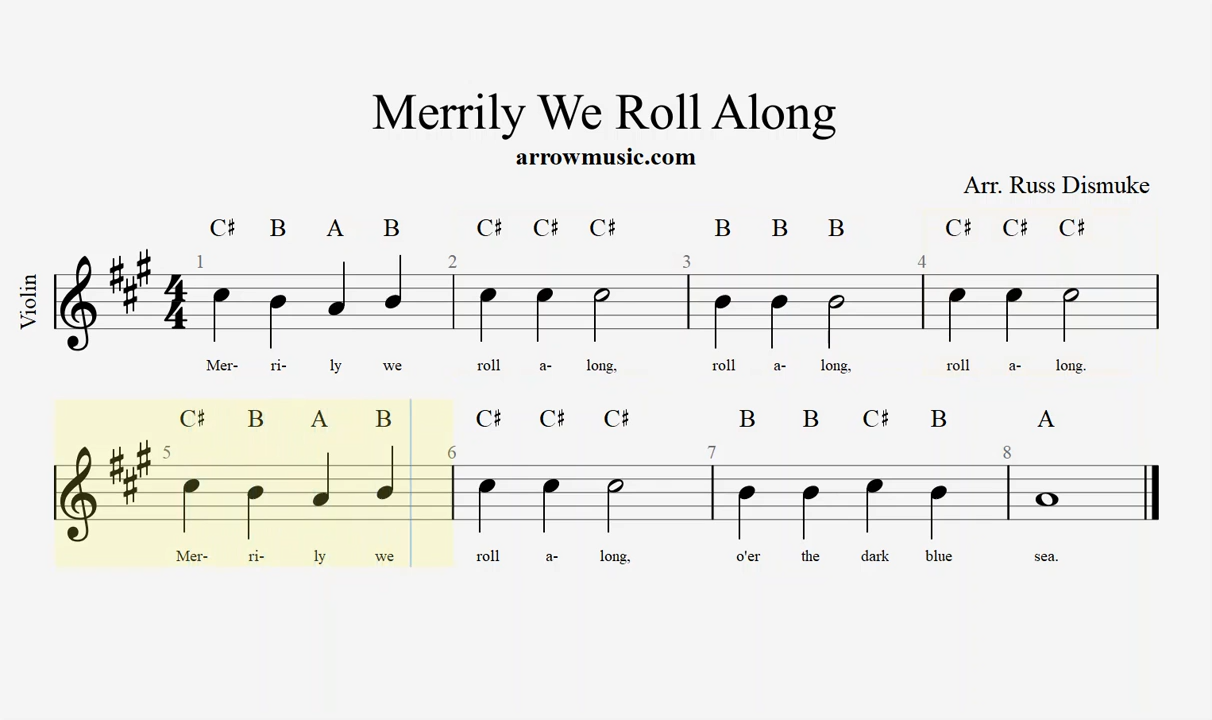 Merrily We Roll Along
arrowmusic.com
Arr. Russ Dismuke
C♯ B A B C♯ C♯ C♯ B B B C♯ C♯ C♯
1 2 3 4
Violin
4
4
Mer- ri- ly we roll a- long, roll a- long, roll a- long.
C♯ B A B C♯ C♯ C♯ B B C♯ B A
5 6 7 8
Mer- ri- ly we roll a- long, o'er the dark blue sea.